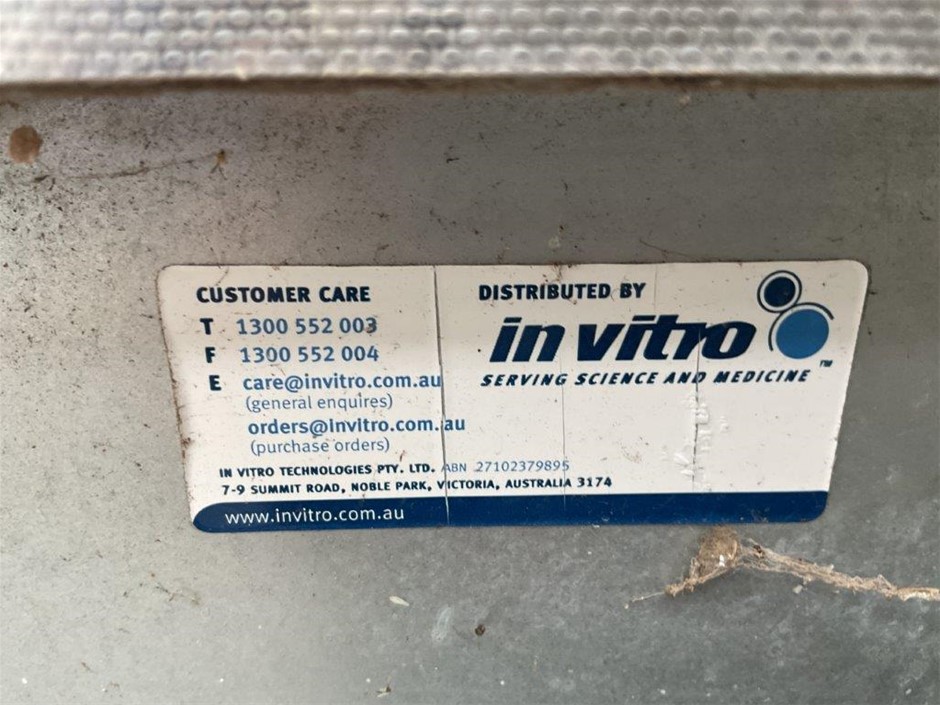 CUSTOMER CARE
T 1300 552 003
F 1300 552 004
E care@invitro.com.au
(general enquires)
orders@invitro.com.au
(purchase orders)
DISTRIBUTED BY
in vitro
SERVING SCIENCE AND MEDICINE™
IN VITRO TECHNOLOGIES PTY. LTD. ABN 27102379895
7-9 SUMMIT ROAD, NOBLE PARK, VICTORIA, AUSTRALIA 3174
www.invitro.com.au